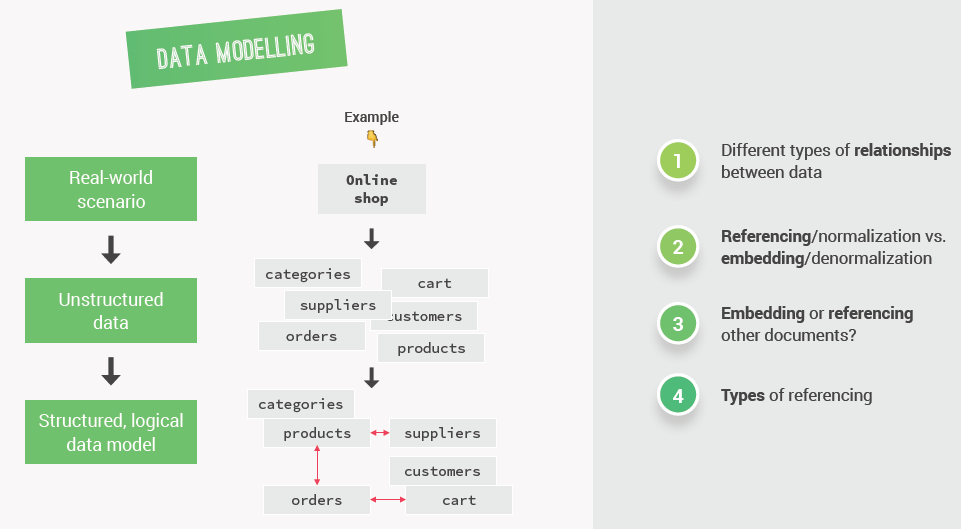 DATA MODELLING
Example
Real-world
scenario
Online
shop
Unstructured
data
categories
cart
suppliers
customers
orders
products
Structured, logical
data model
categories
products
suppliers
customers
orders
cart
1
Different types of relationships
between data
2
Referencing/normalization vs.
embedding/denormalization
3
Embedding or referencing
other documents?
4
Types of referencing